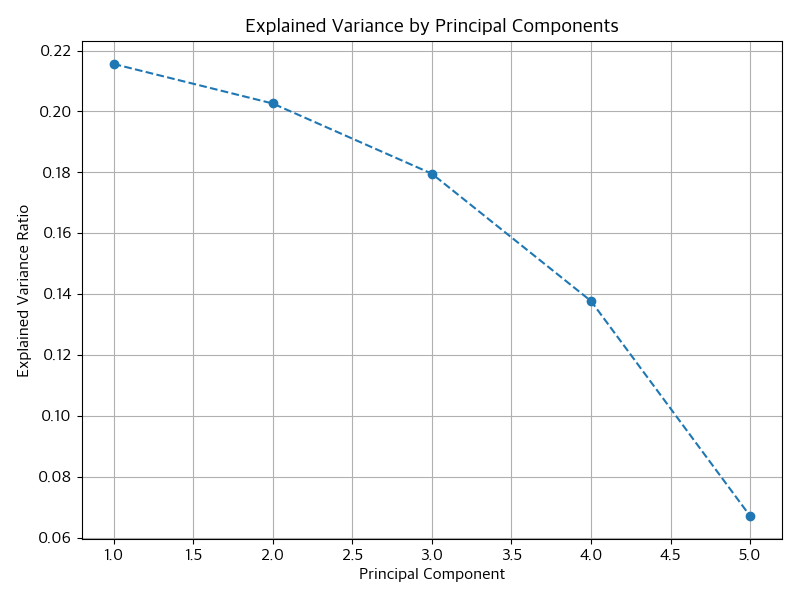 Explained Variance by Principal Components
0.22
0.20
0.18
0.16
0.14
0.12
0.10
0.08
0.06
Explained Variance Ratio
1.0 1.5 2.0 2.5 3.0 3.5 4.0 4.5 5.0
Principal Component